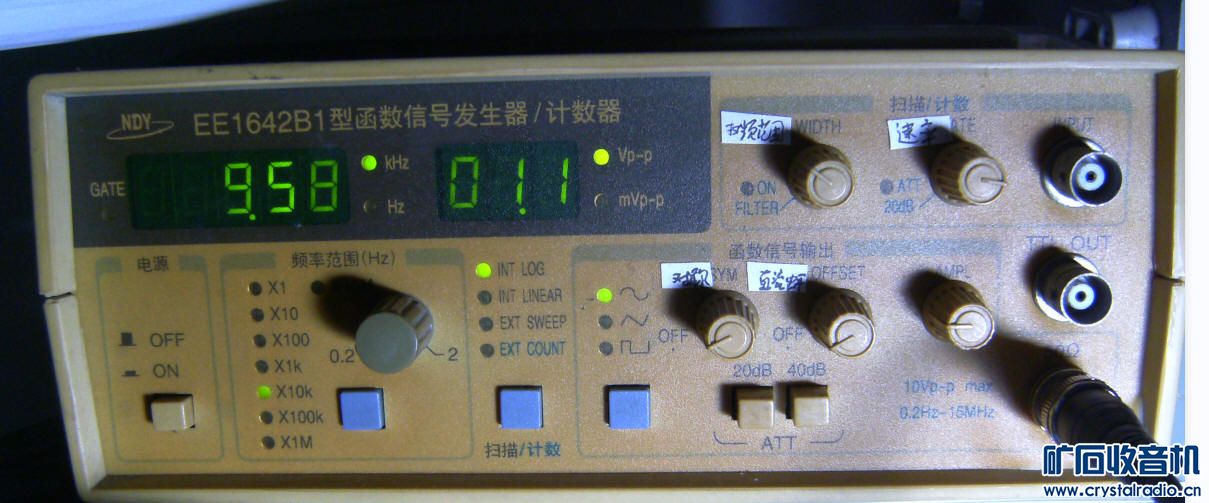 NDY EE1642B1型函数信号发生器/计数器
GATE
9.58
kHz
Hz
01.1
Vp-p
mVp-p
扫描/计数
扫频范围 WIDTH
速率
INPUT
ON
FILTER
ATT
20dB
电源
OFF
ON
频率范围(Hz)
X1
X10
X100
X1k
X10k
X100k
X1M
0.2
2
INT LOG
INT LINEAR
EXT SWEEP
EXT COUNT
扫描/计数
函数信号输出
对称 SYM
OFF
OFFSET
OFF
AMPL
20dB 40dB
ATT
TTL OUT
10Vp-p max
0.2Hz-15MHz
矿石收音机
www.crystalradio.cn